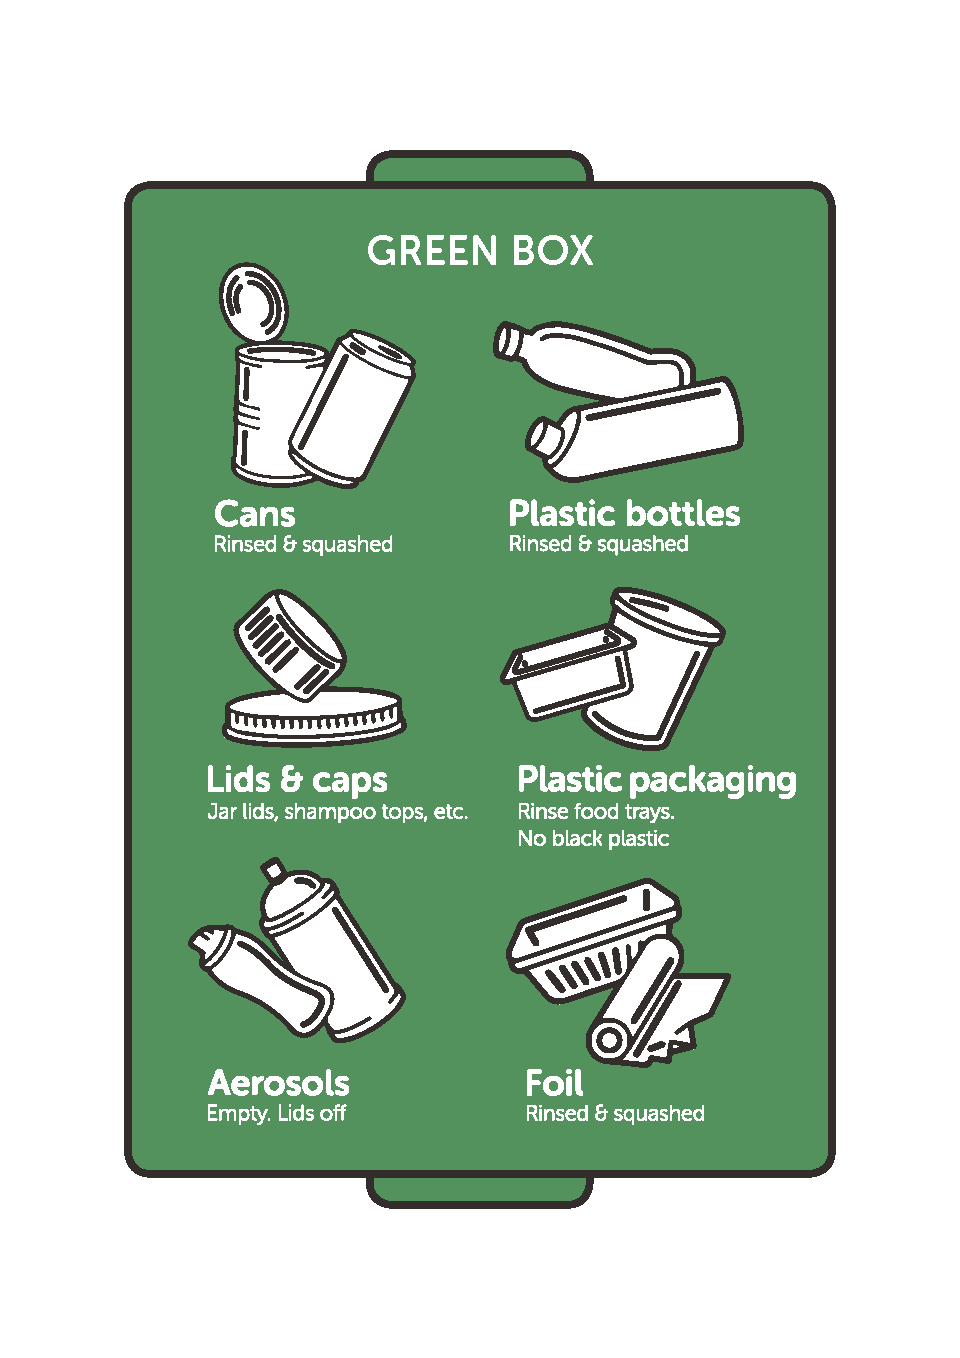 GREEN BOX
Cans
Rinsed & squashed
Plastic bottles
Rinsed & squashed
Lids & caps
Jar lids, shampoo tops, etc.
Plastic packaging
Rinse food trays.
No black plastic
Aerosols
Empty. Lids off
Foil
Rinsed & squashed